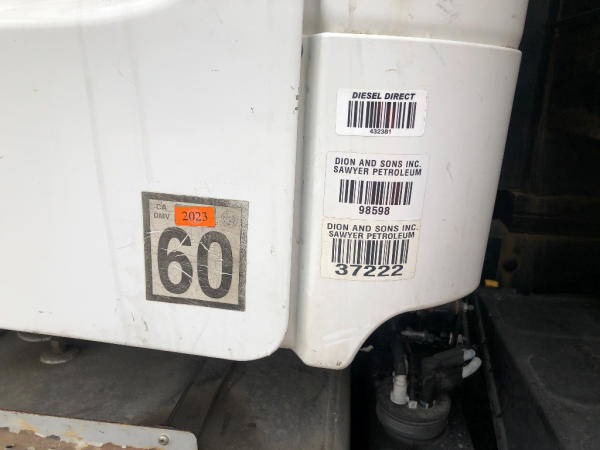 DIESEL DIRECT
432381
DION AND SONS INC.
SAWYER PETROLEUM
98598
DION AND SONS INC.
SAWYER PETROLEUM
37222
CA
DMV
2023
60